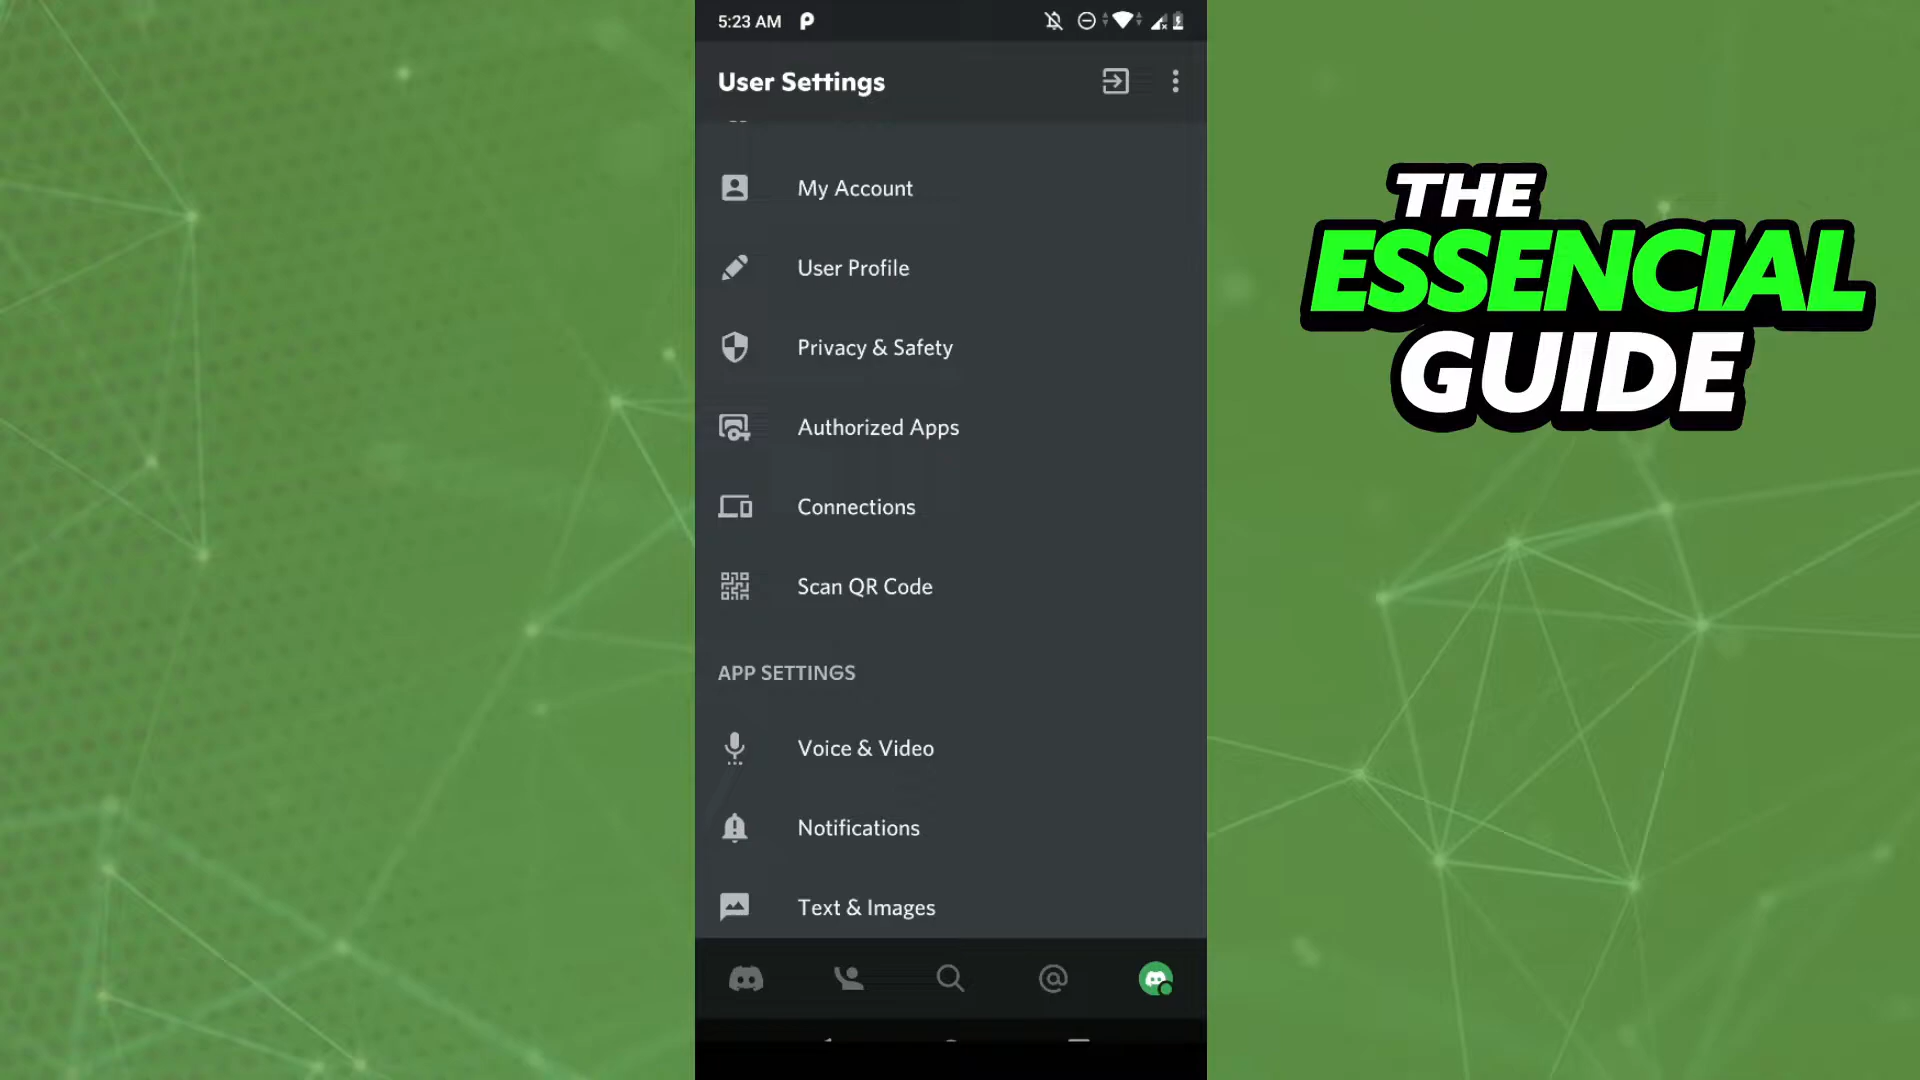 5:23 AM
User Settings
My Account
User Profile
Privacy & Safety
Authorized Apps
Connections
Scan QR Code
APP SETTINGS
Voice & Video
Notifications
Text & Images
THE
ESSENCIAL
GUIDE